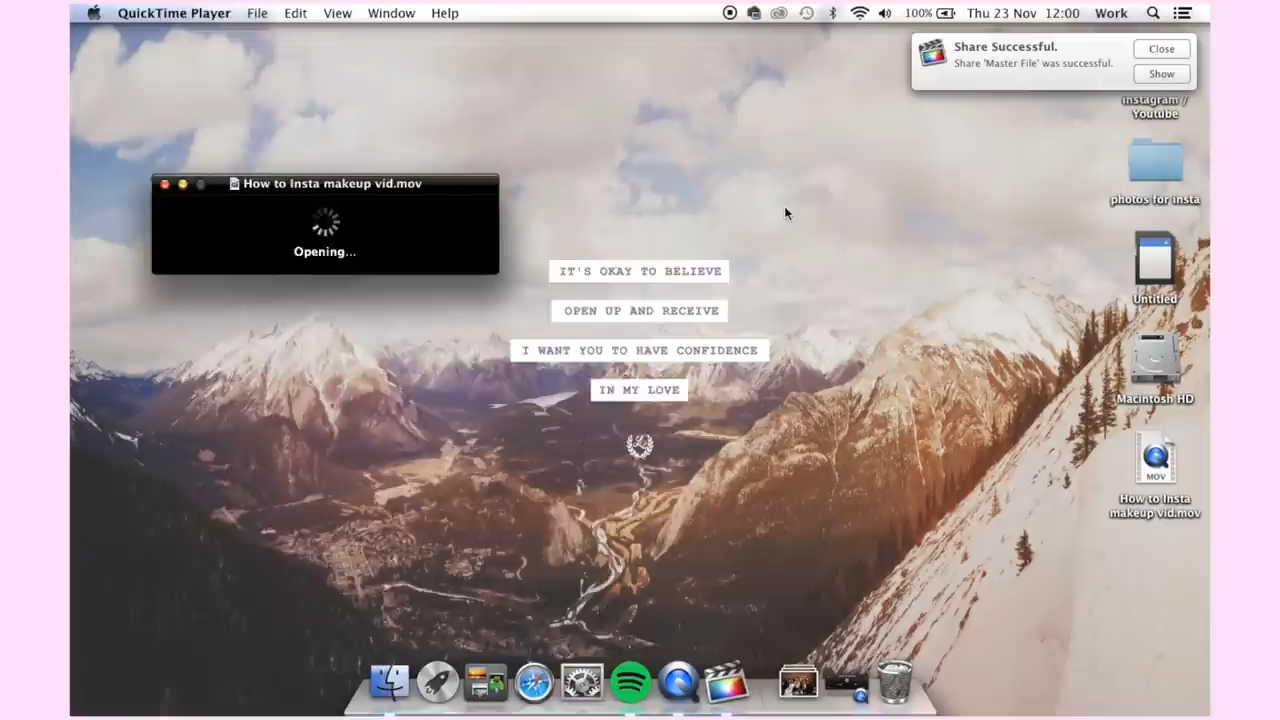 QuickTime Player File Edit View Window Help 100% Thu 23 Nov 12:00 Work
Share Successful.
Share 'Master File' was successful.
Close
Show
instagram /
Youtube
How to Insta makeup vid.mov
Opening...
photos for insta
IT'S OKAY TO BELIEVE
OPEN UP AND RECEIVE
I WANT YOU TO HAVE CONFIDENCE
IN MY LOVE
Untitled
Macintosh HD
MOV
How to Insta
makeup vid.mov